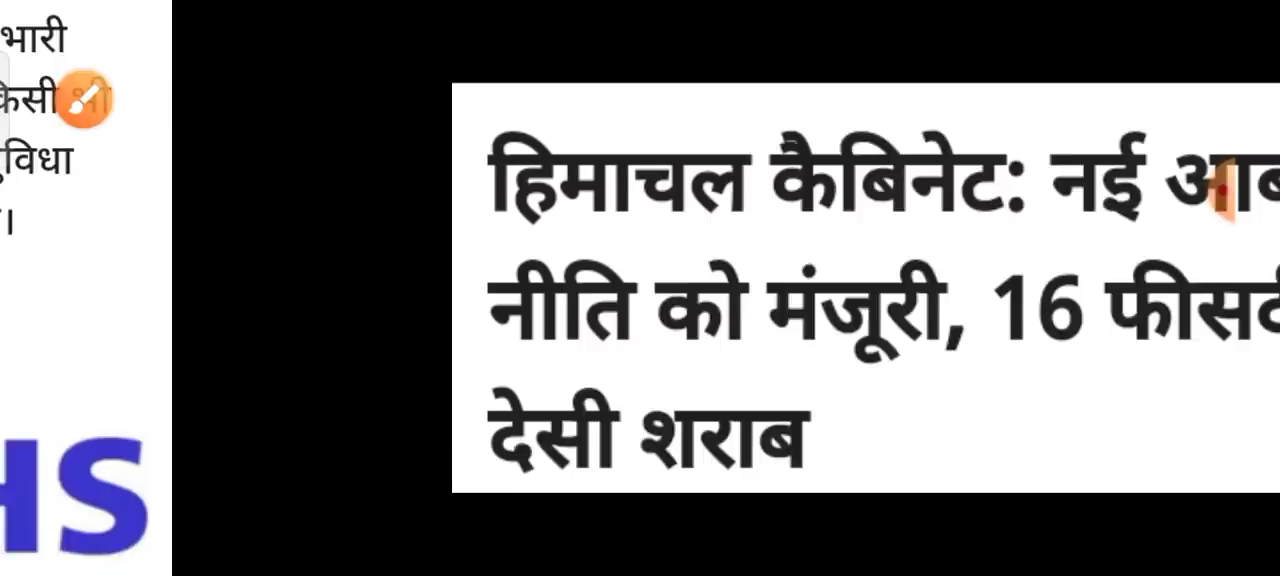 भारी
किसी भी
सुविधा
HS
हिमाचल कैबिनेट: नई
नीति को मंजूरी, 16
देसी शराब